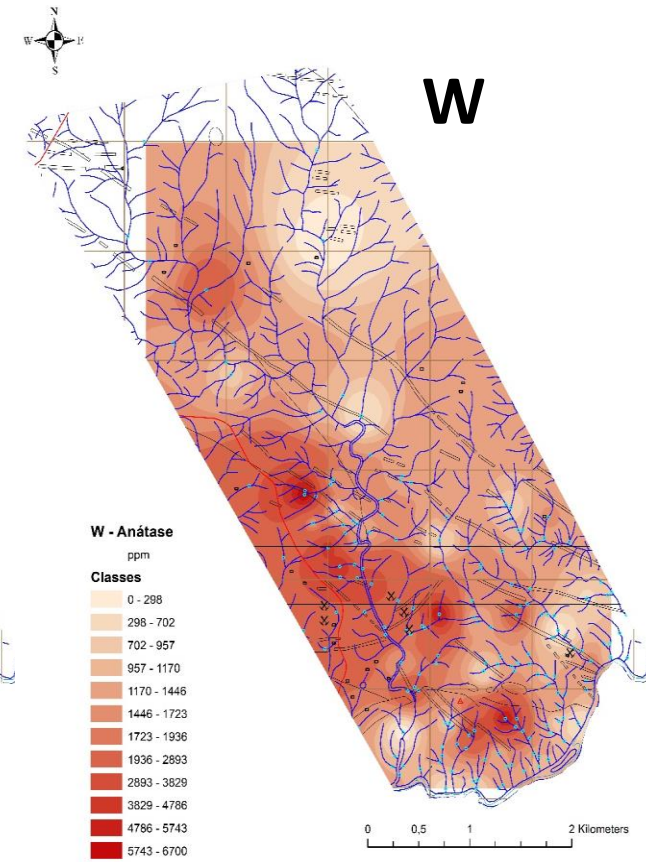 N
W E
S
W
W - Anátase
ppm
Classes
0 - 298
298 - 702
702 - 957
957 - 1170
1170 - 1446
1446 - 1723
1723 - 1936
1936 - 2893
2893 - 3829
3829 - 4786
4786 - 5743
5743 - 6700
0 0,5 1 2 Kilometers